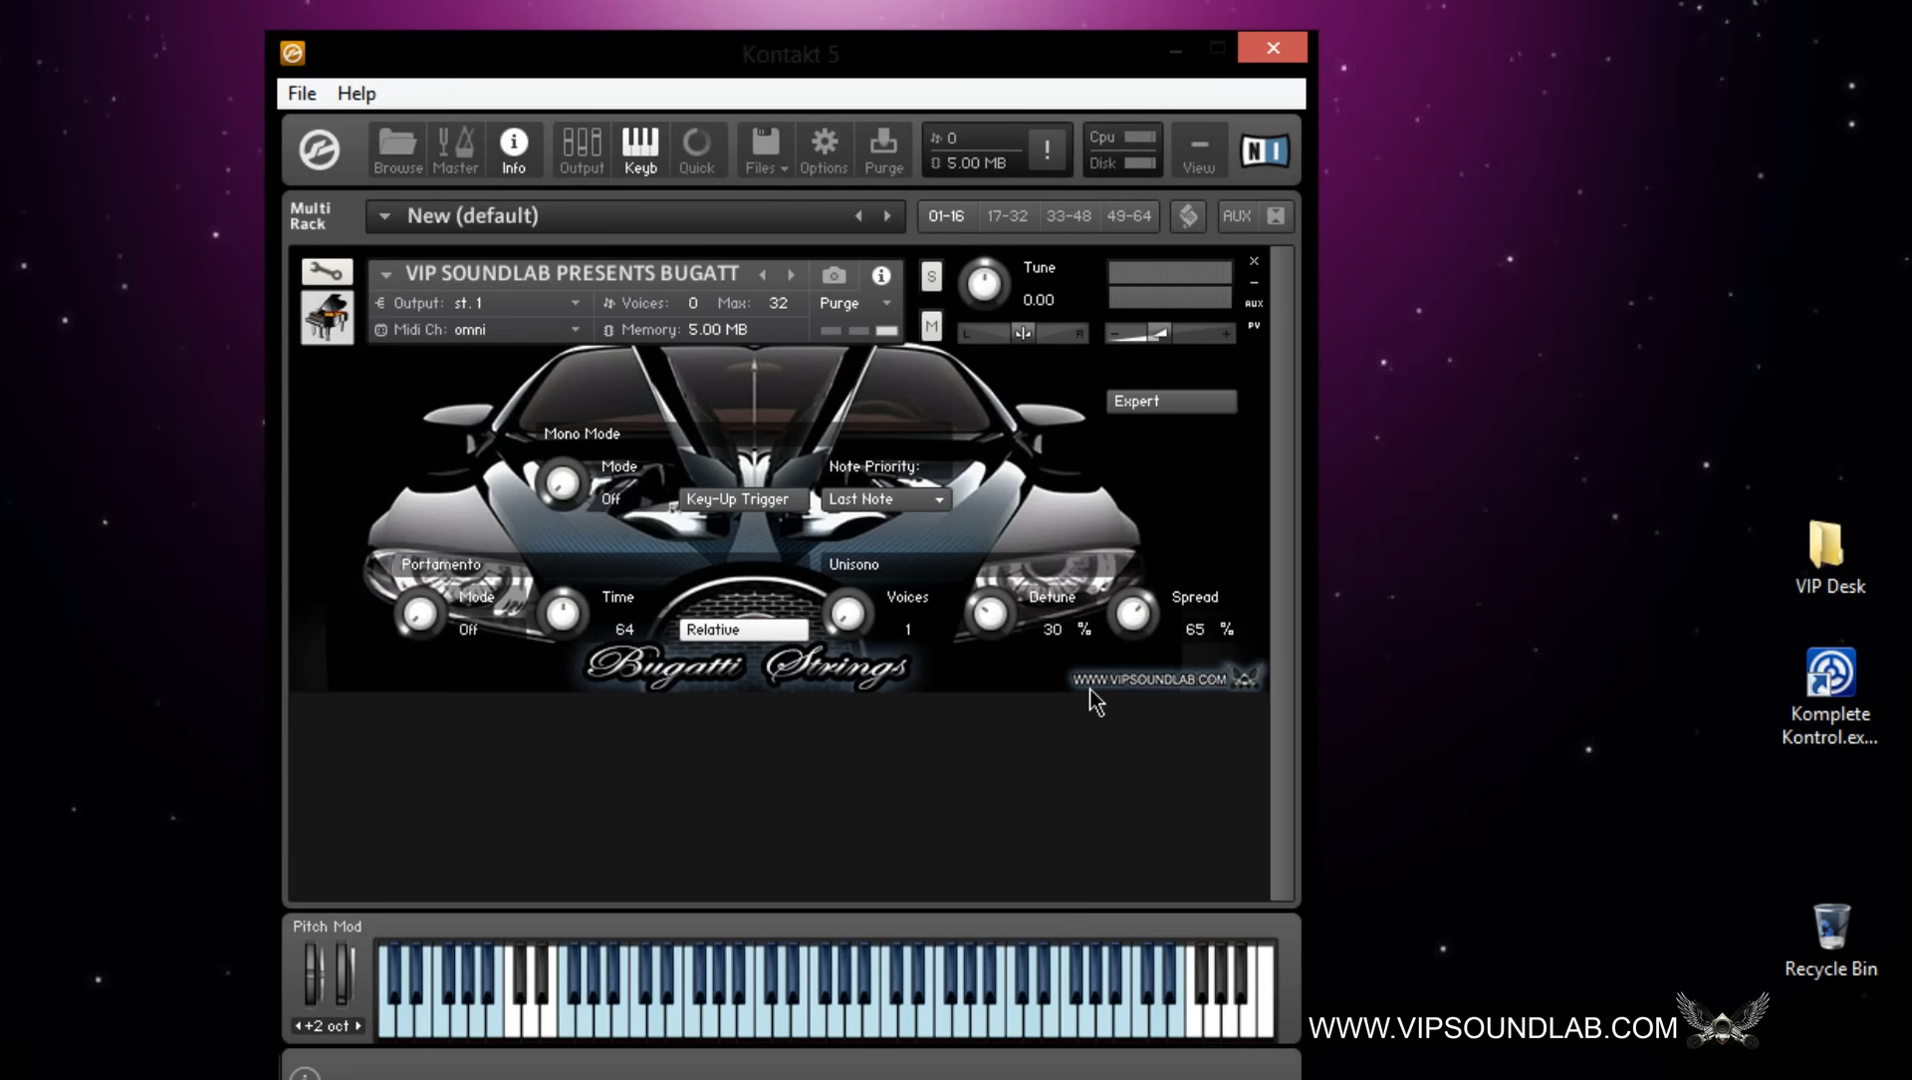 Kontakt 5
File Help
Browse Master Info Output Keyb Quick Files Options Purge
0
5.00 MB
!
Cpu
Disk
View
NI
Multi
Rack
New (default)
01-16 17-32 33-48 49-64
AUX
VIP SOUNDLAB PRESENTS BUGATT
Output: st. 1
Voices: 0 Max: 32
Purge
Midi Ch: omni
Memory: 5.00 MB
S
M
Tune
0.00
L R
AUX
PV
Expert
Mono Mode
Mode
Off
Key-Up Trigger
Note Priority:
Last Note
Portamento
Unisono
Mode
Off
Time
64
Relative
Voices
1
Detune
30 %
Spread
65 %
Bugatti Strings
WWW.VIPSOUNDLAB.COM
Pitch Mod
+2 oct
VIP Desk
Komplete
Kontrol.ex...
Recycle Bin
WWW.VIPSOUNDLAB.COM